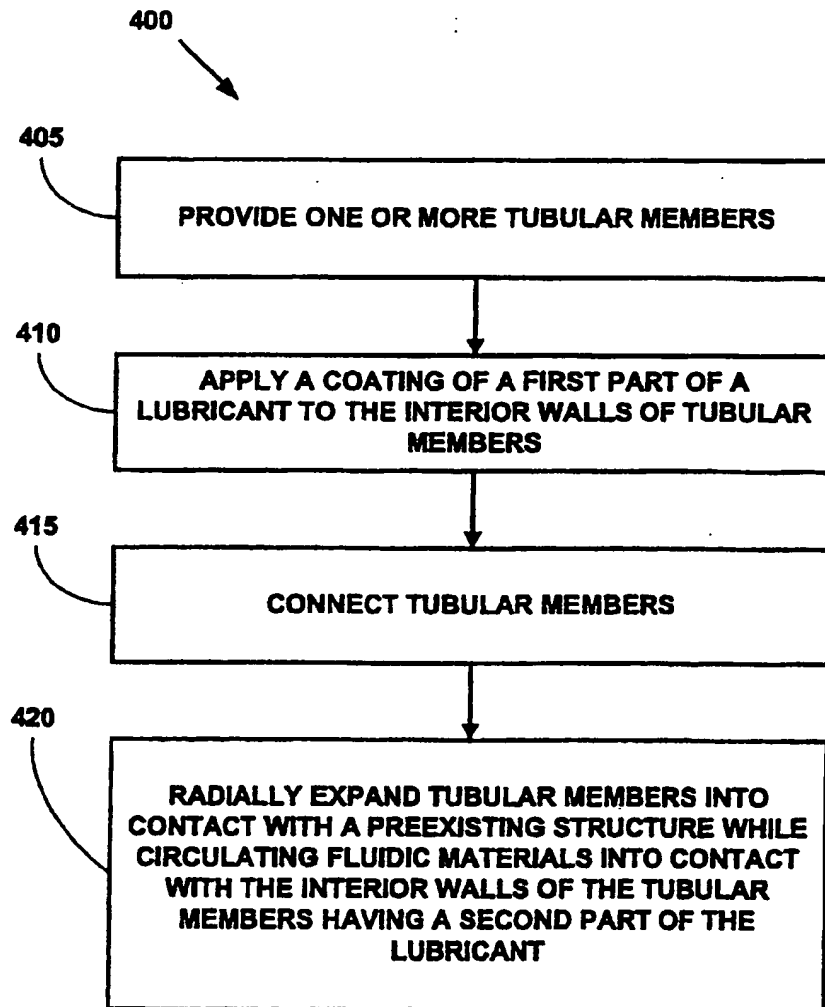 400
405
PROVIDE ONE OR MORE TUBULAR MEMBERS
410
APPLY A COATING OF A FIRST PART OF A
LUBRICANT TO THE INTERIOR WALLS OF TUBULAR
MEMBERS
415
CONNECT TUBULAR MEMBERS
420
RADIALLY EXPAND TUBULAR MEMBERS INTO
CONTACT WITH A PREEXISTING STRUCTURE WHILE
CIRCULATING FLUIDIC MATERIALS INTO CONTACT
WITH THE INTERIOR WALLS OF THE TUBULAR
MEMBERS HAVING A SECOND PART OF THE
LUBRICANT